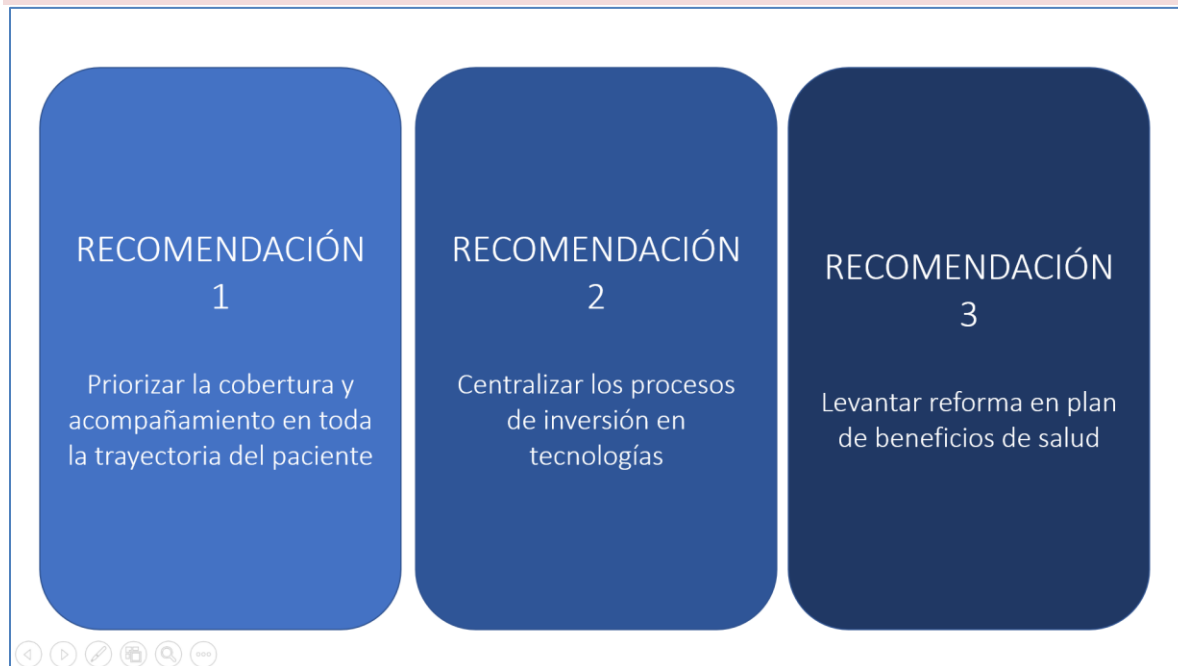 RECOMENDACIÓN
1
Priorizar la cobertura y
acompañamiento en toda
la trayectoria del paciente
RECOMENDACIÓN
2
Centralizar los procesos
de inversión en
tecnologías
RECOMENDACIÓN
3
Levantar reforma en plan
de beneficios de salud